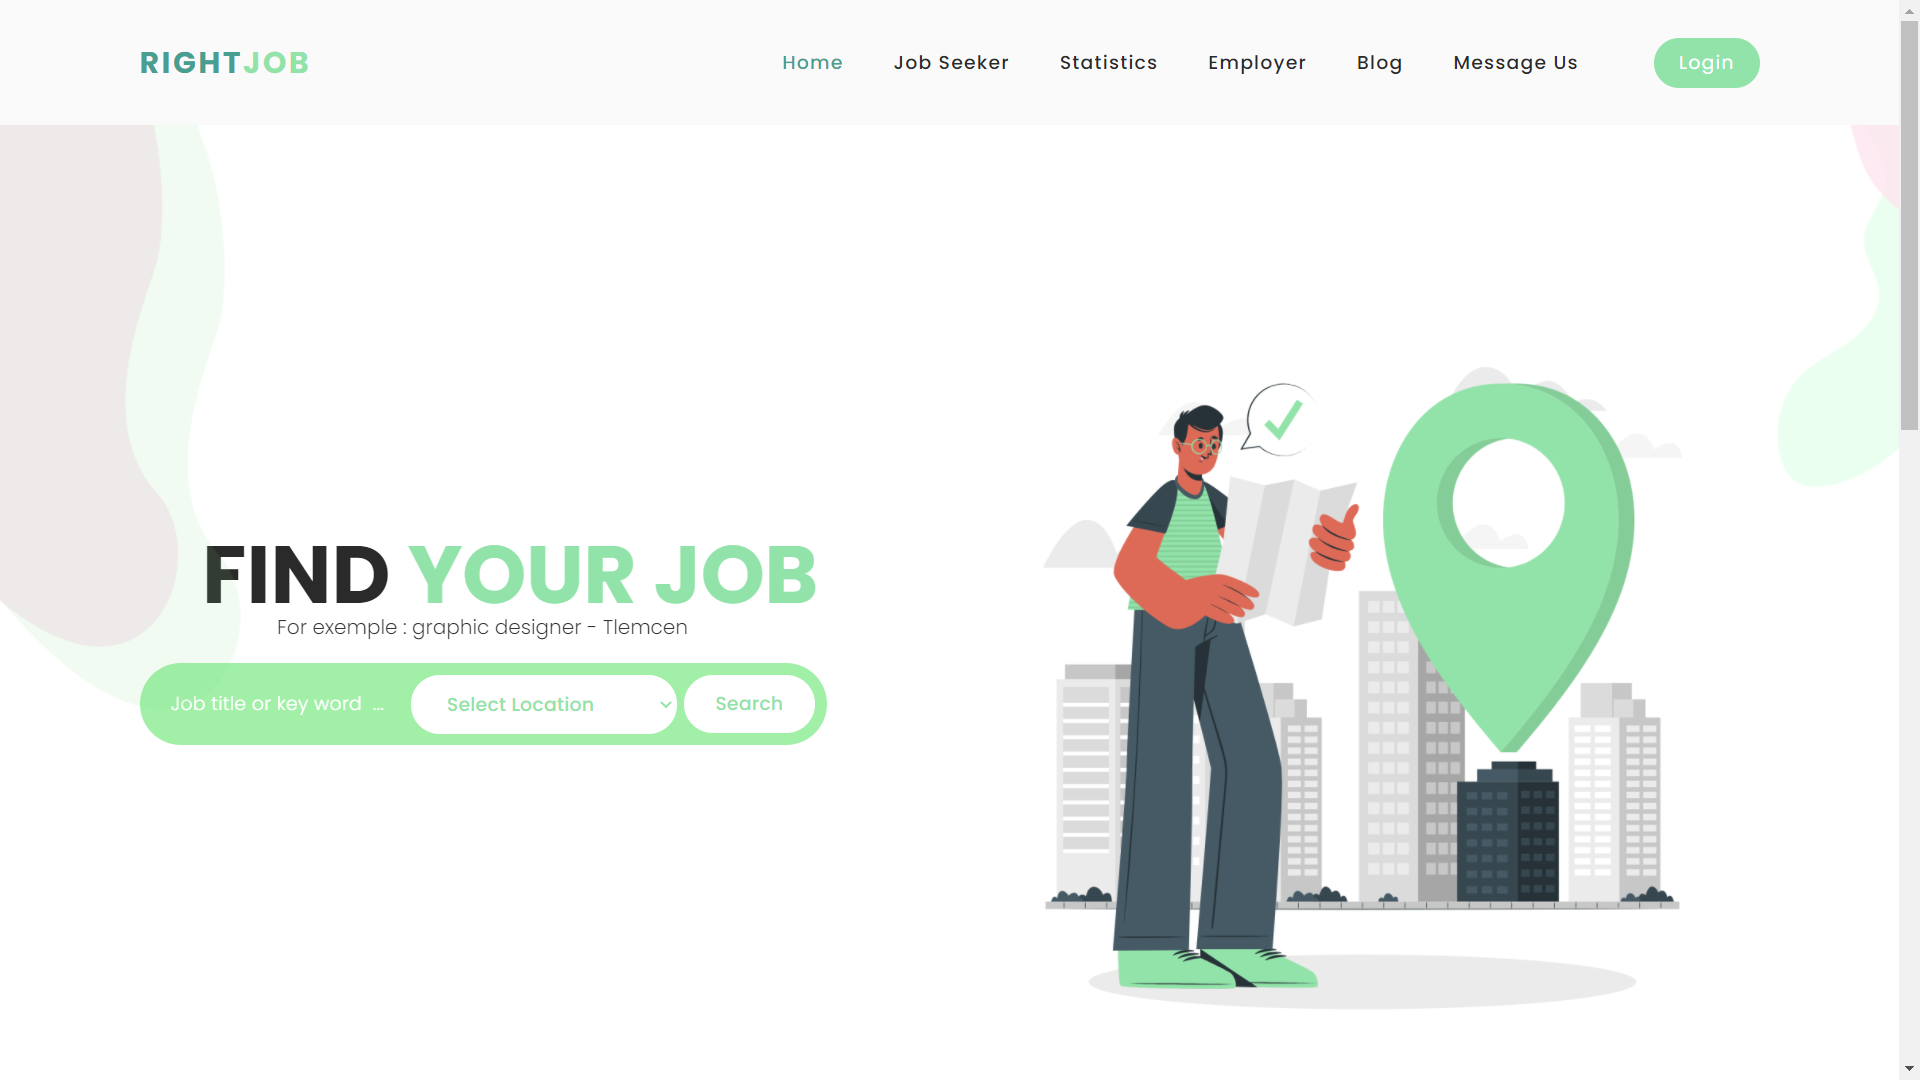 RIGHTJOB
Home Job Seeker Statistics Employer Blog Message Us Login
FIND YOUR JOB
For exemple : graphic designer - Tlemcen
Job title or key word ... Select Location Search